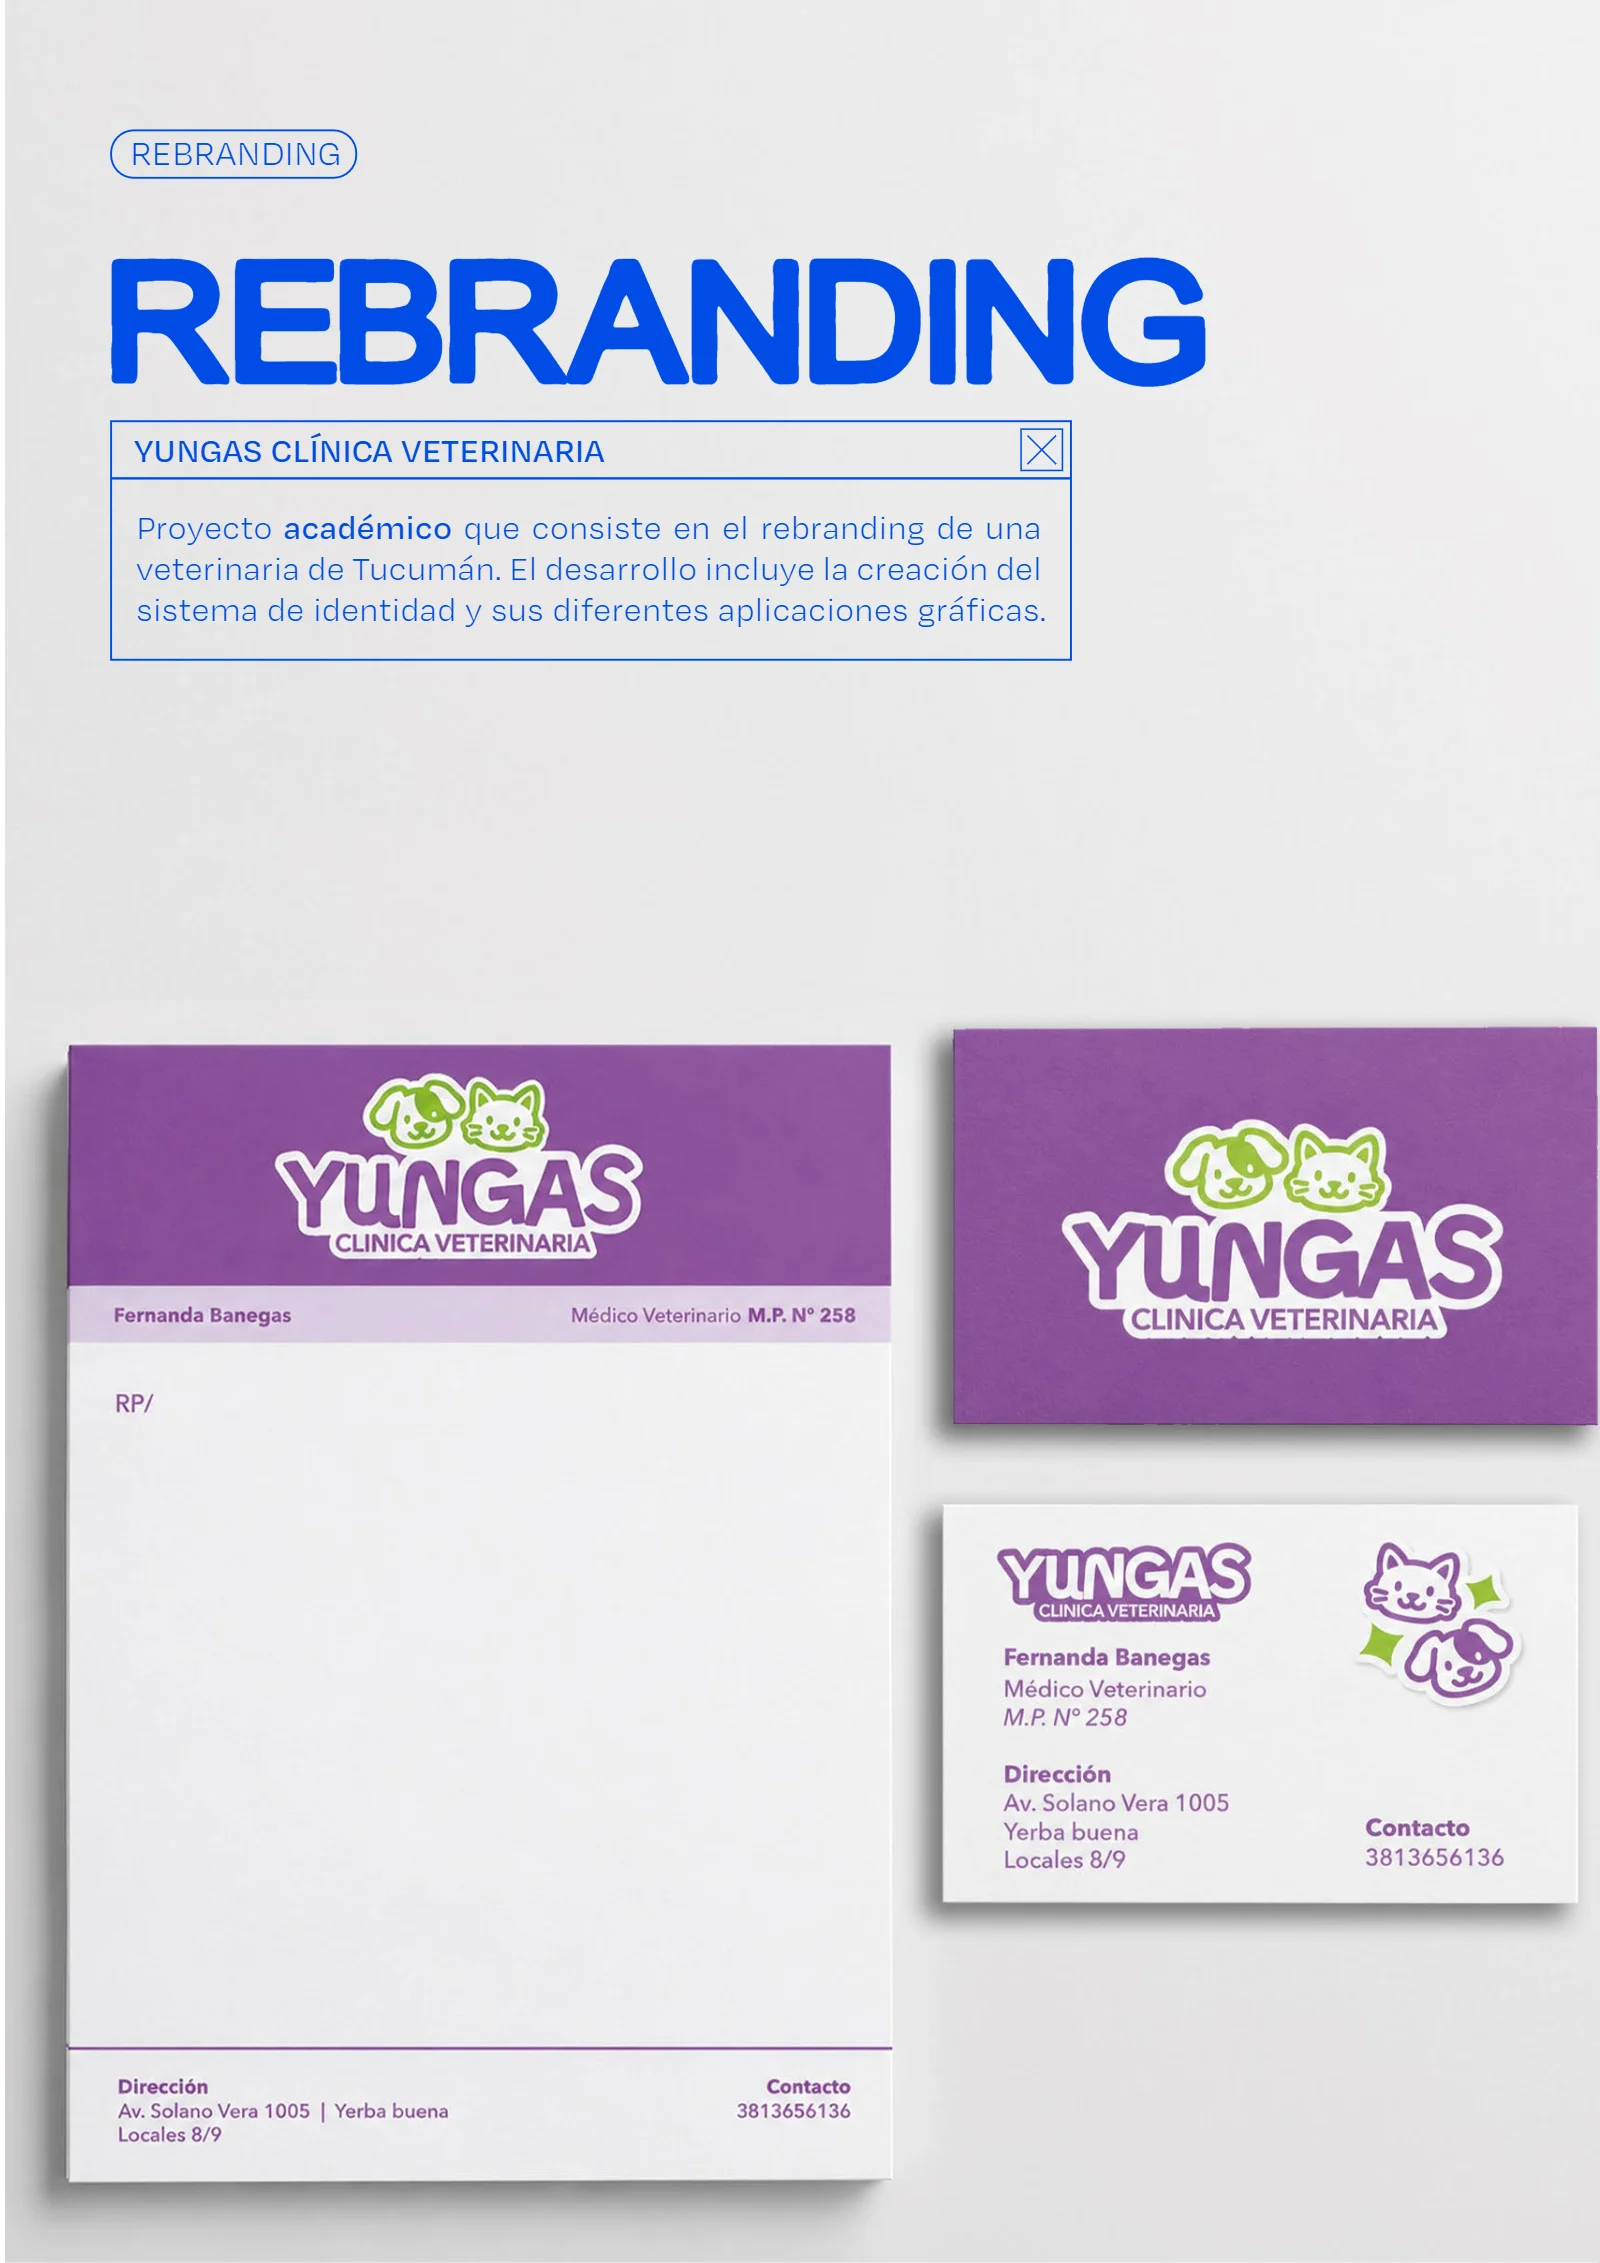 REBRANDING
REBRANDING
YUNGAS CLÍNICA VETERINARIA
Proyecto académico que consiste en el rebranding de una
veterinaria de Tucumán. El desarrollo incluye la creación del
sistema de identidad y sus diferentes aplicaciones gráficas.
YUNGAS
CLINICA VETERINARIA
Fernanda Banegas
Médico Veterinario M.P. N° 258
RP/
Dirección
Av. Solano Vera 1005 | Yerba buena
Locales 8/9
Contacto
3813656136
YUNGAS
CLINICA VETERINARIA
YUNGAS
CLINICA VETERINARIA
Fernanda Banegas
Médico Veterinario
M.P. N° 258
Dirección
Av. Solano Vera 1005
Yerba buena
Locales 8/9
Contacto
3813656136